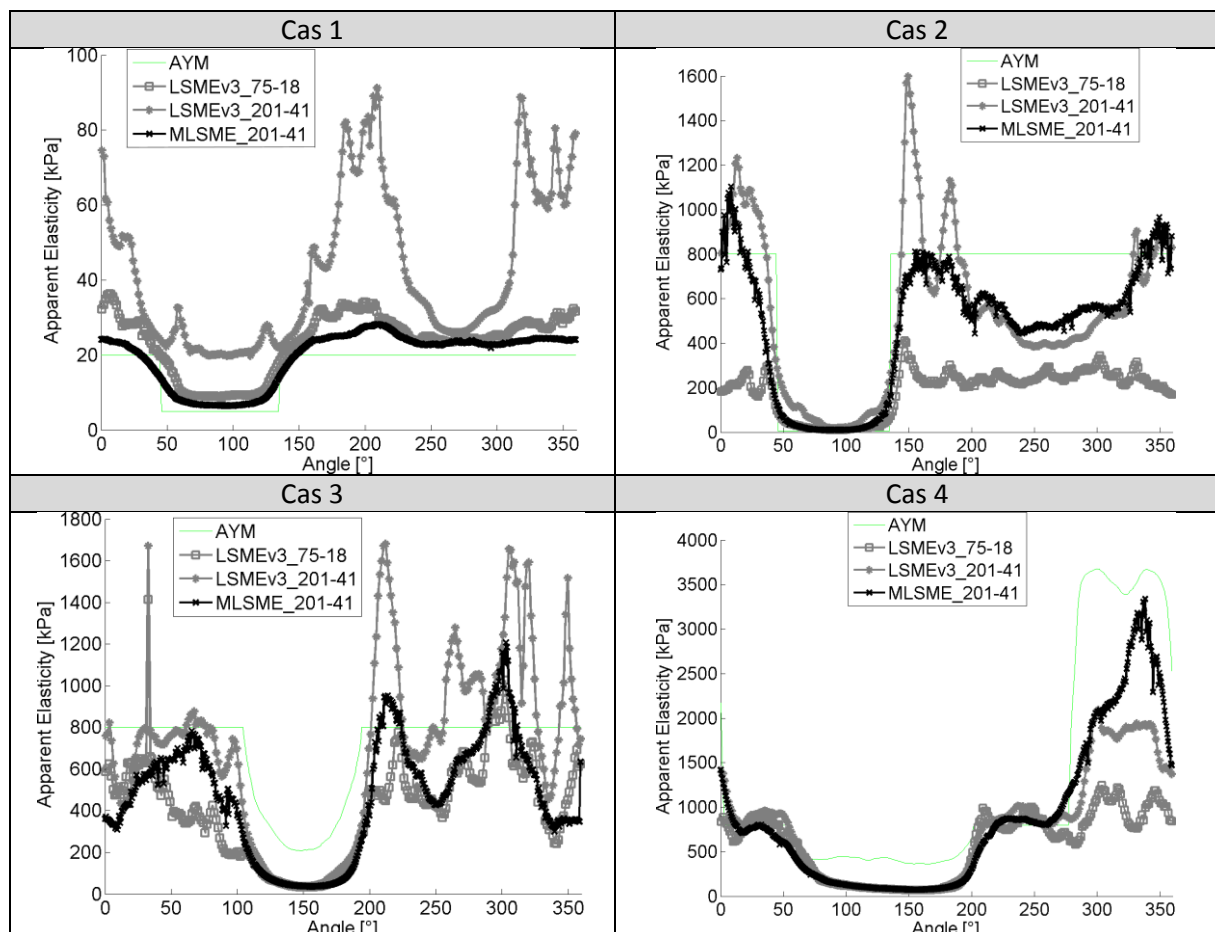 Cas 1
Cas 2
AYM
LSMEv3_75-18
LSMEv3_201-41
MLSME_201-41
Apparent Elasticity [kPa]
100
80
60
40
20
0
0 50 100 150 200 250 300 350
Angle [°]
AYM
LSMEv3_75-18
LSMEv3_201-41
MLSME_201-41
Apparent Elasticity [kPa]
1600
1400
1200
1000
800
600
400
200
0
0 50 100 150 200 250 300 350
Angle [°]
Cas 3
Cas 4
AYM
LSMEv3_75-18
LSMEv3_201-41
MLSME_201-41
Apparent Elasticity [kPa]
1800
1600
1400
1200
1000
800
600
400
200
0
0 50 100 150 200 250 300 350
Angle [°]
AYM
LSMEv3_75-18
LSMEv3_201-41
MLSME_201-41
Apparent Elasticity [kPa]
4000
3500
3000
2500
2000
1500
1000
500
0
0 50 100 150 200 250 300 350
Angle [°]